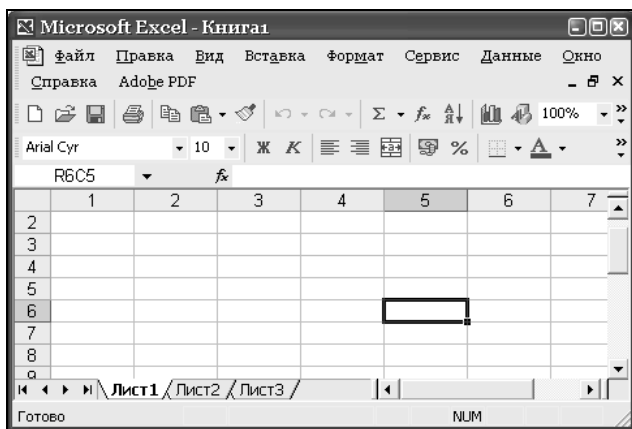 Microsoft Excel - Книга1
Файл Правка Вид Вставка Формат Сервис Данные Окно
Справка Adobe PDF
Σ fx 100%
Arial Cyr 10 Ж К %  А
R6C5 fx
1 2 3 4 5 6 7
2
3
4
5
6
7
8
9
Лист1 Лист2 Лист3
Готово NUM